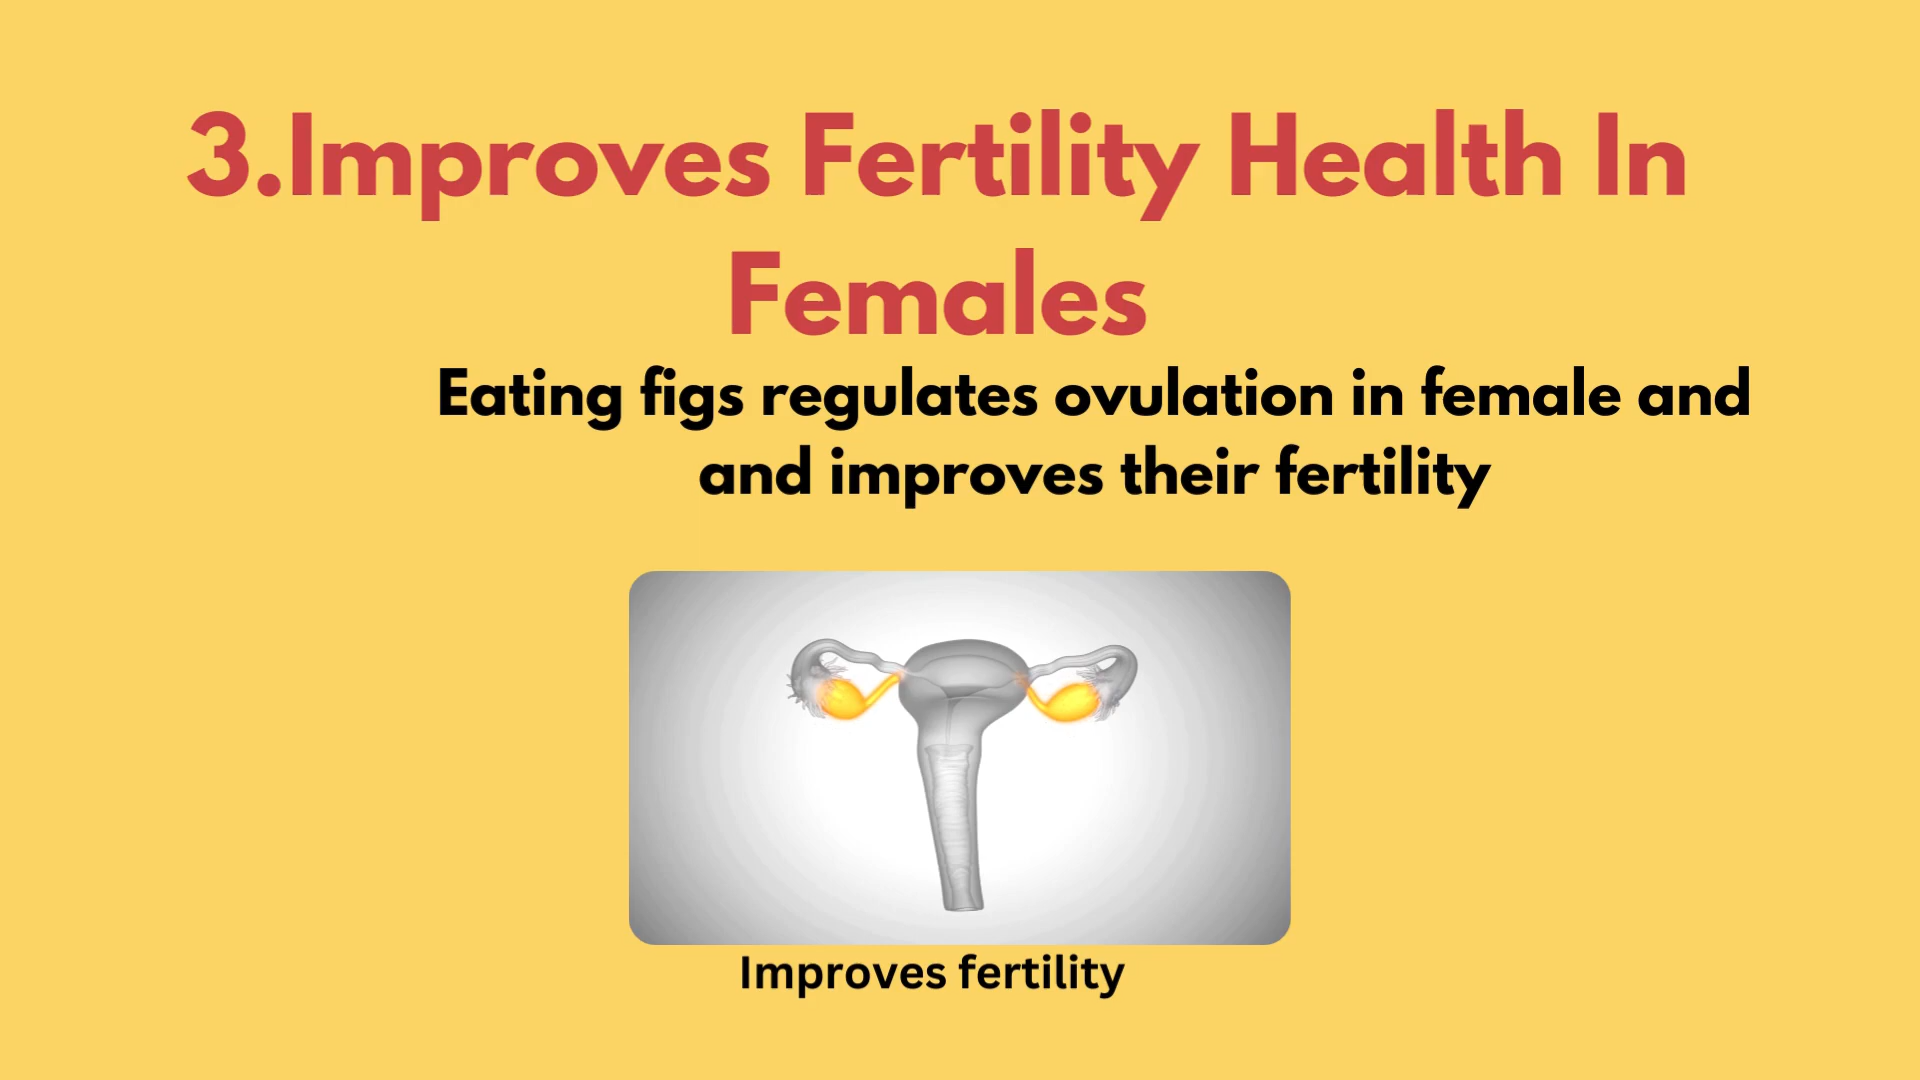 3.Improves Fertility Health In
Females
Eating figs regulates ovulation in female and
and improves their fertility
Improves fertility